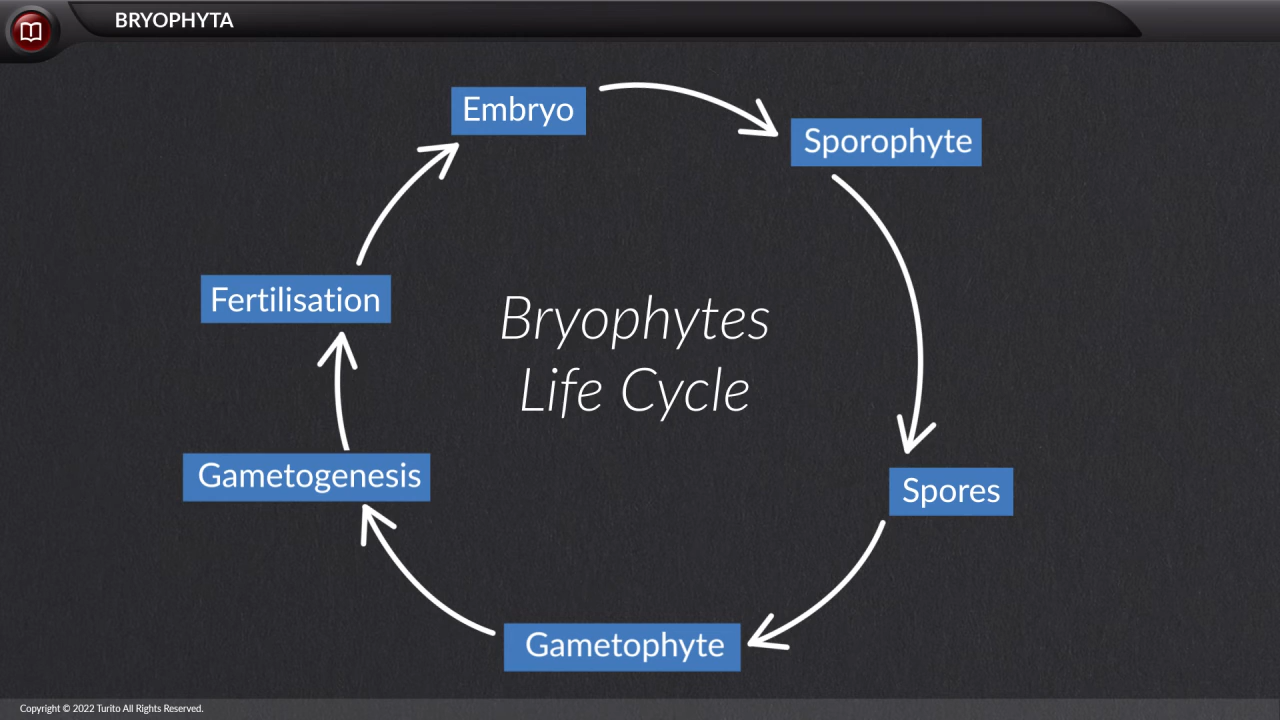 BRYOPHYTA
Embryo
Sporophyte
Fertilisation
Bryophytes
Life Cycle
Gametogenesis
Spores
Gametophyte
Copyright © 2022 Turito All Rights Reserved.